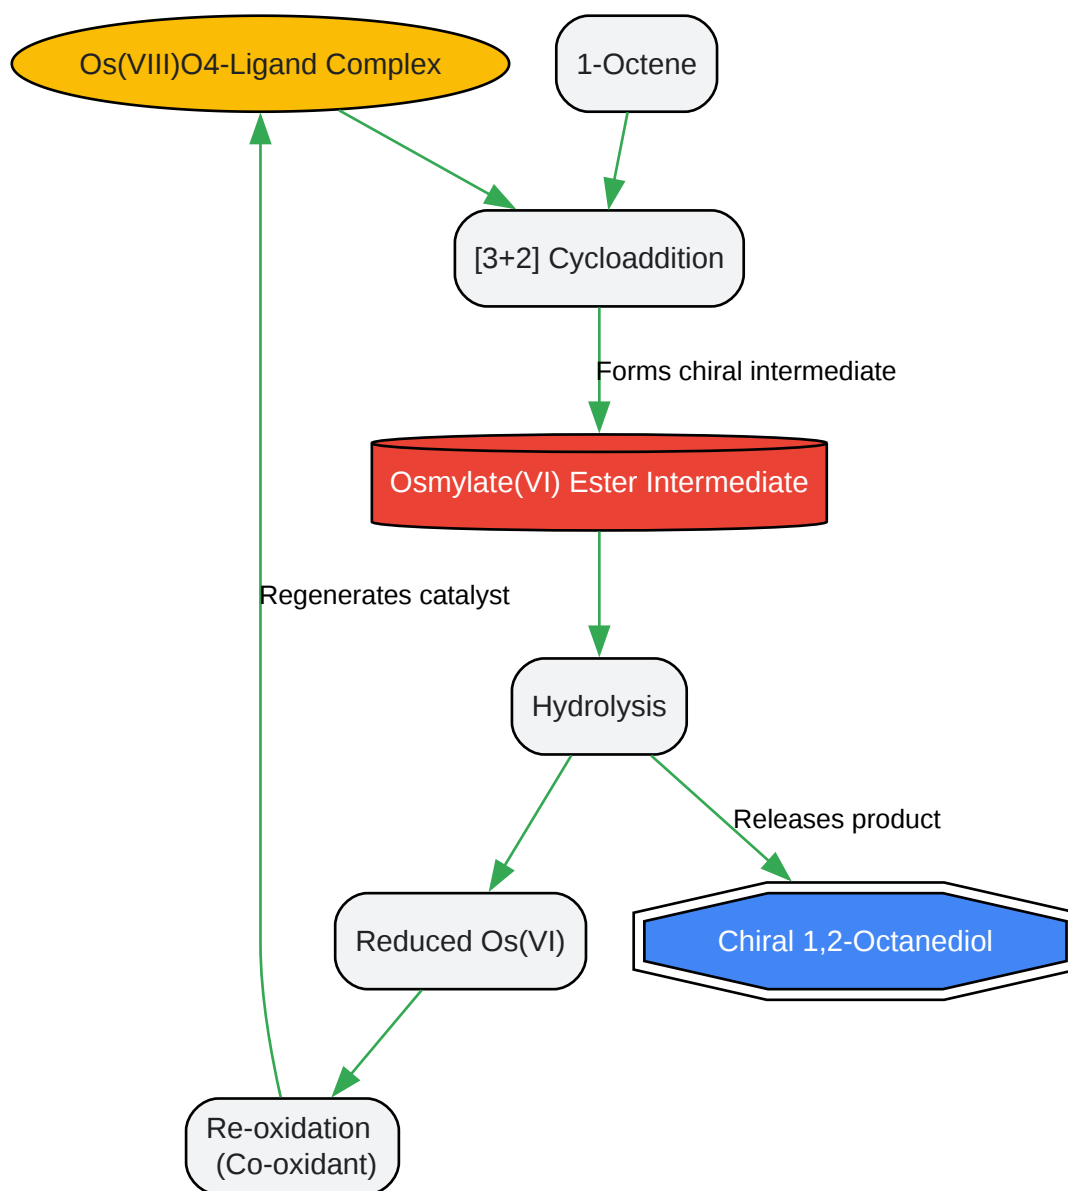 Os(VIII)O4-Ligand Complex
1-Octene
[3+2] Cycloaddition
Forms chiral intermediate
Osmylate(VI) Ester Intermediate
Regenerates catalyst
Hydrolysis
Releases product
Reduced Os(VI)
Chiral 1,2-Octanediol
Re-oxidation
(Co-oxidant)